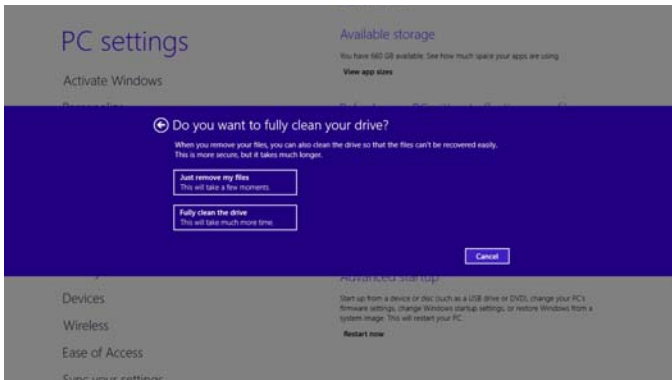 PC settings
Activate Windows
Available storage
You have 660 GB available. See how much space your apps are using.
View app sizes
Do you want to fully clean your drive?
When you remove your files, you can also clean the drive so that the files can't be recovered easily.
This is more secure, but it takes much longer.
Just remove my files
This will take a few moments.
Fully clean the drive
This will take much more time.
Cancel
Devices
Wireless
Ease of Access
Sync your settings
Advanced startup
Start up from a device or disc (such as a USB drive or DVD), change your PC's
firmware settings, change Windows startup settings, or restore Windows from a
system image. This will restart your PC.
Restart now